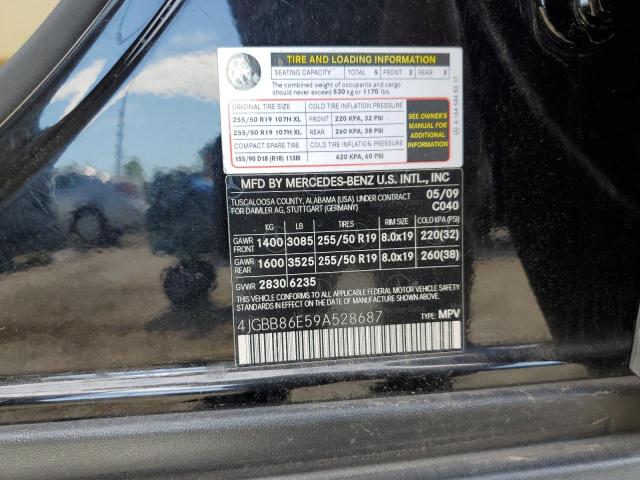 TIRE AND LOADING INFORMATION
SEATING CAPACITY TOTAL 5 FRONT 2 REAR 3
The combined weight of occupants and cargo
should never exceed 530 kg or 1170 lbs.
ORIGINAL TIRE SIZE COLD TIRE INFLATION PRESSURE
255/50 R19 107H XL FRONT 220 KPA, 32 PSI
255/50 R19 107H XL REAR 260 KPA, 38 PSI
COMPACT SPARE TIRE COLD TIRE INFLATION PRESSURE
155/90 D18 (R18) 113M 420 KPA, 60 PSI
SEE OWNER'S
MANUAL FOR
ADDITIONAL
INFORMATION
A 164 584 83 17
MFD BY MERCEDES-BENZ U.S. INTL., INC
TUSCALOOSA COUNTY, ALABAMA (USA) UNDER CONTRACT 05/09
FOR DAIMLER AG, STUTTGART (GERMANY) C040
KG LB RIM SIZE COLD KPA (PSI)
GAWR FRONT 1400 3085 255/50 R19 8.0x19 220(32)
GAWR REAR 1600 3525 255/50 R19 8.0x19 260(38)
GVWR 2830 6235
THIS VEHICLE CONFORMS TO ALL APPLICABLE FEDERAL MOTOR VEHICLE SAFETY STANDARDS
IN EFFECT ON THE DATE OF MANUFACTURE SHOWN ABOVE.
4JGBB86E59A528687 TYPE: MPV